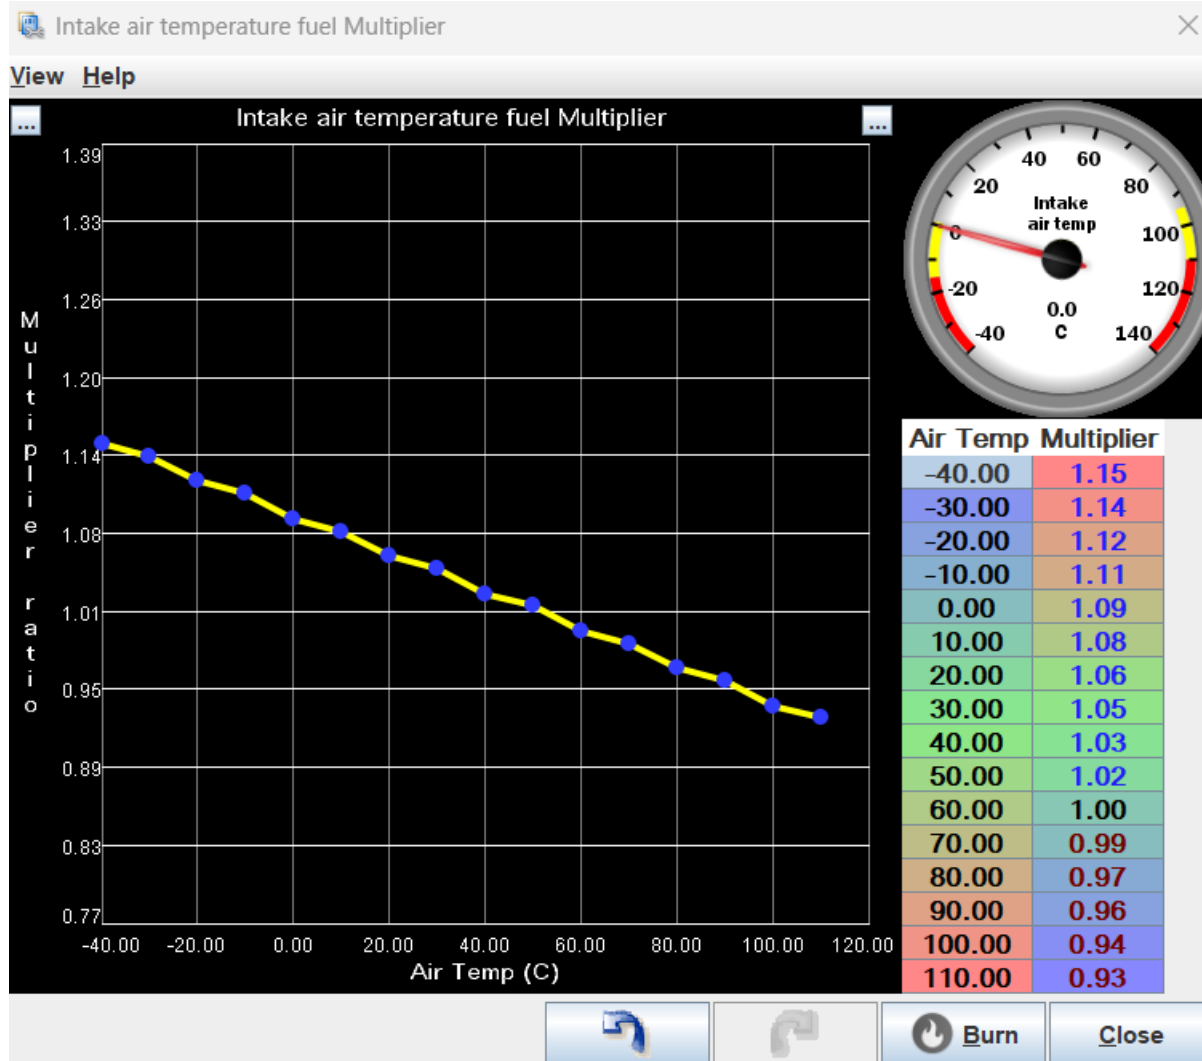 Intake air temperature fuel Multiplier
View Help
... Intake air temperature fuel Multiplier ...
1.39
1.33
1.26
1.20
1.14
1.08
1.01
0.95
0.89
0.83
0.77
Multiplier ratio
-40.00 -20.00 0.00 20.00 40.00 60.00 80.00 100.00 120.00
Air Temp (C)
40 60
20 80
Intake
air temp
0 100
-20 120
0.0
-40 C 140
Air Temp Multiplier
-40.00 1.15
-30.00 1.14
-20.00 1.12
-10.00 1.11
0.00 1.09
10.00 1.08
20.00 1.06
30.00 1.05
40.00 1.03
50.00 1.02
60.00 1.00
70.00 0.99
80.00 0.97
90.00 0.96
100.00 0.94
110.00 0.93
Burn Close